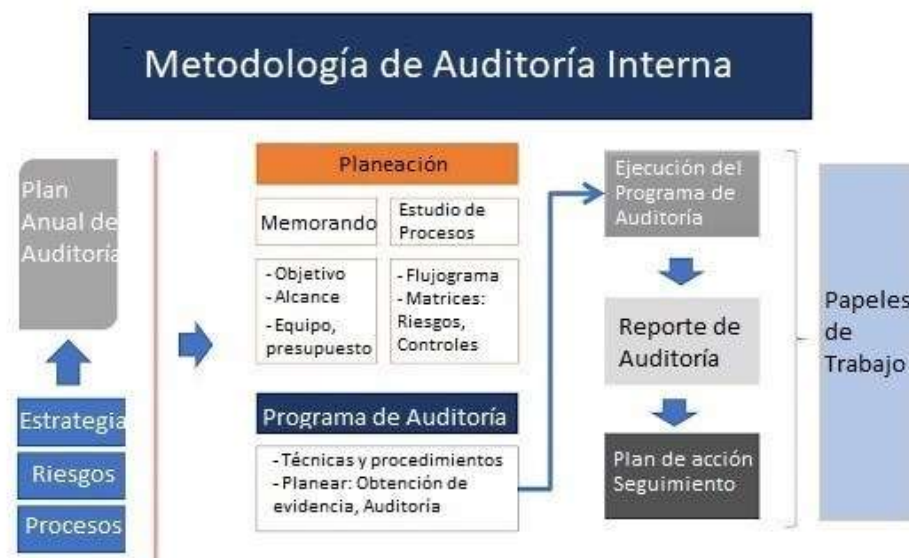 Metodología de Auditoría Interna
Plan
Anual de
Auditoría
Estrategia
Riesgos
Procesos
Planeación
Memorando
Estudio de
Procesos
- Objetivo
- Alcance
- Equipo,
presupuesto
- Flujograma
- Matrices:
Riesgos,
Controles
Programa de Auditoría
- Técnicas y procedimientos
- Planear: Obtención de
evidencia, Auditoría
Ejecución del
Programa de
Auditoría
Reporte de
Auditoría
Plan de acción
Seguimiento
Papeles
de
Trabajo